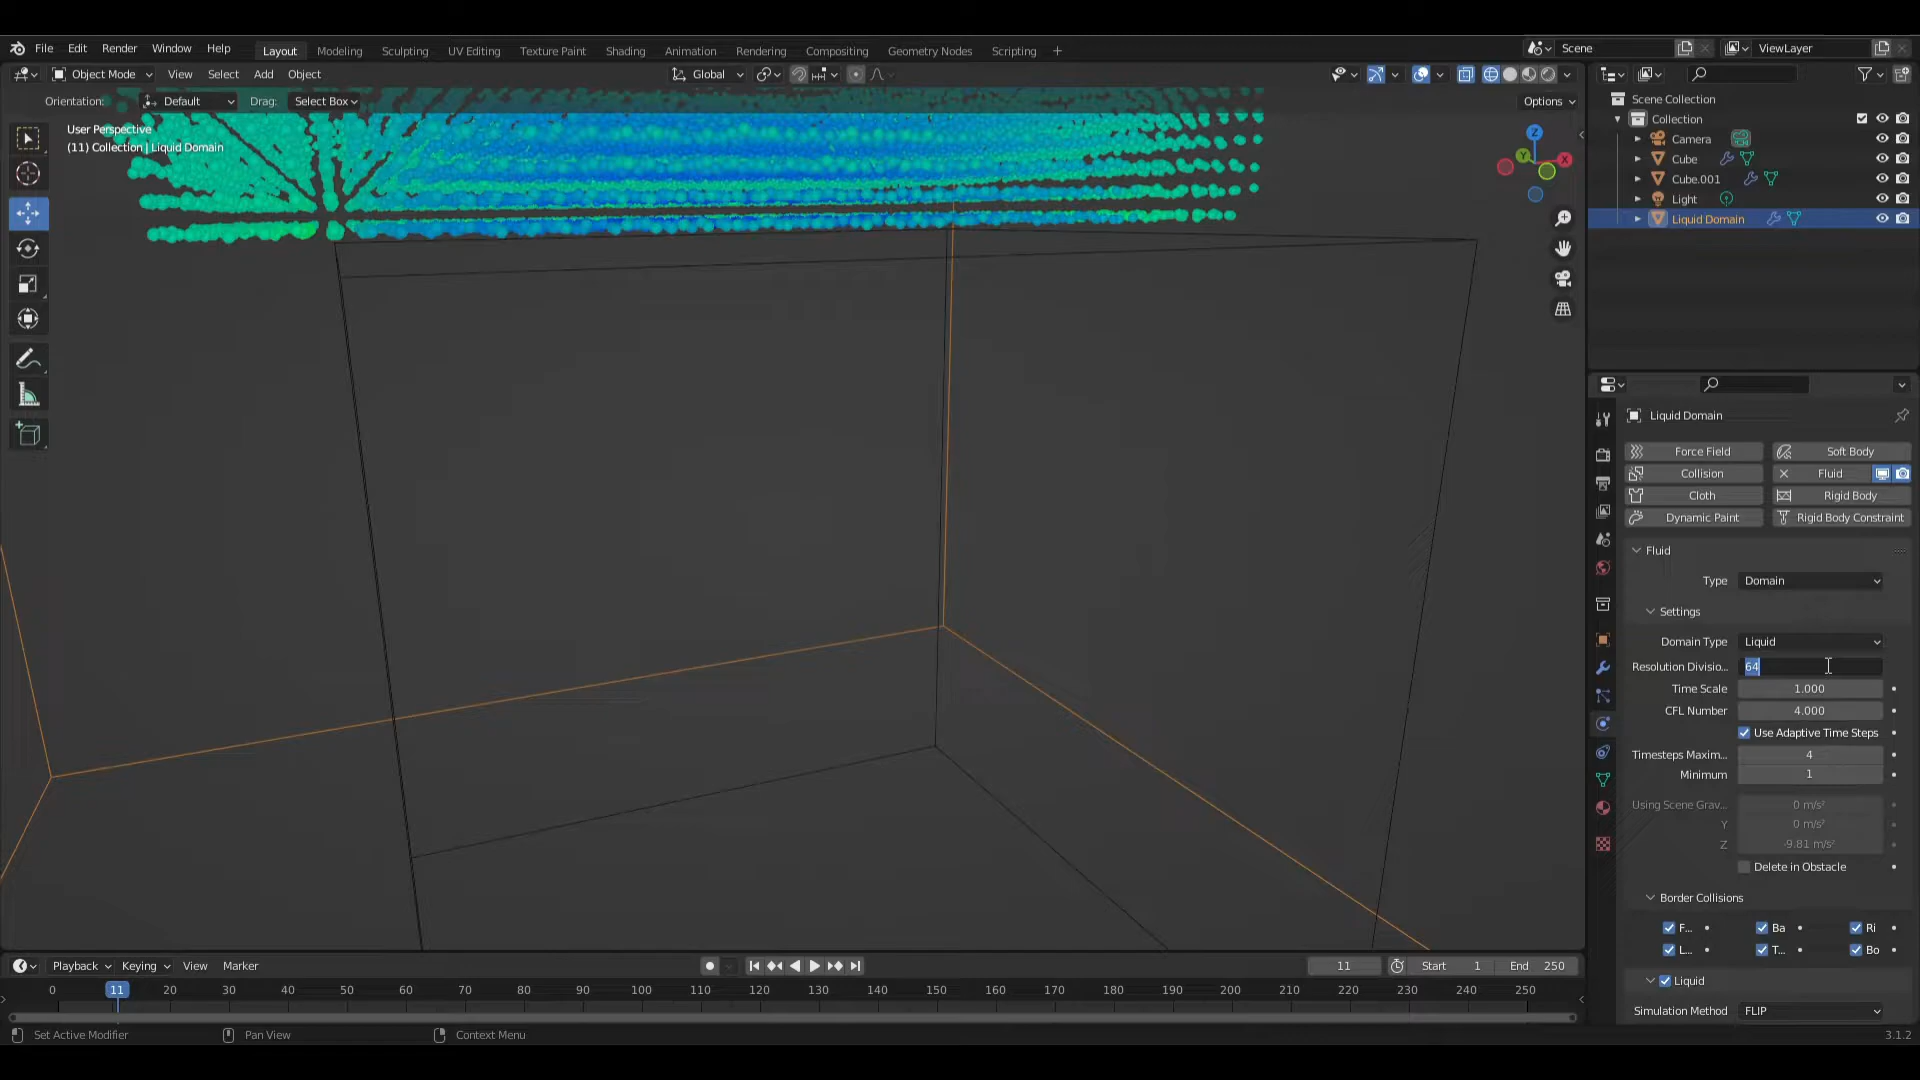 File Edit Render Window Help
Layout Modeling Sculpting UV Editing Texture Paint Shading Animation Rendering Compositing Geometry Nodes Scripting +
Scene
ViewLayer
Object Mode View Select Add Object
Global
Orientation: Default Drag: Select Box
Options
User Perspective
(11) Collection | Liquid Domain
Z
Y
X
Scene Collection
Collection
Camera
Cube
Cube.001
Light
Liquid Domain
Liquid Domain
Force Field
Soft Body
Collision
Fluid
Cloth
Rigid Body
Dynamic Paint
Rigid Body Constraint
Fluid
Type Domain
Settings
Domain Type Liquid
Resolution Divisio... 64
Time Scale 1.000
CFL Number 4.000
Use Adaptive Time Steps
Timesteps Maxim... 4
Minimum 1
Using Scene Grav... 0 m/s²
Y 0 m/s²
Z -9.81 m/s²
Delete in Obstacle
Border Collisions
F... Ba Ri
L... T... Bo
Liquid
Simulation Method FLIP
Playback Keying View Marker
11 Start 1 End 250
0 11 20 30 40 50 60 70 80 90 100 110 120 130 140 150 160 170 180 190 200 210 220 230 240 250
Set Active Modifier Pan View Context Menu
3.1.2